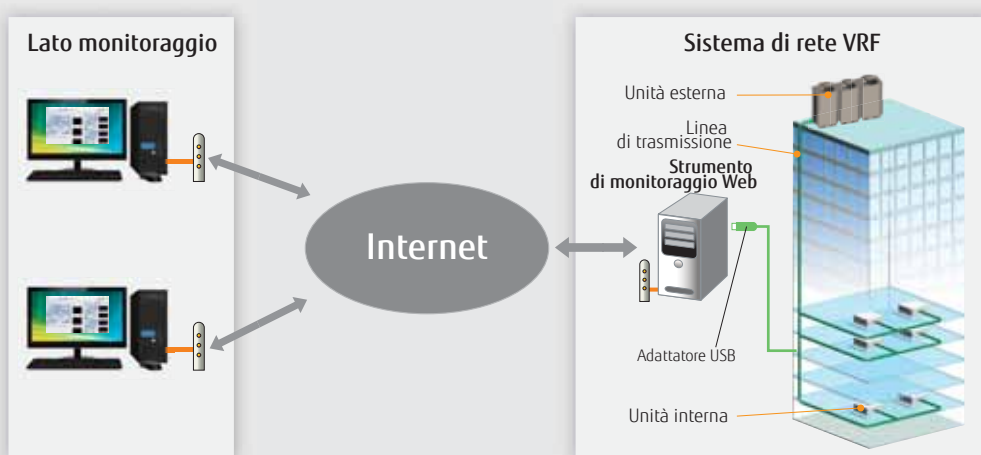 Lato monitoraggio
Sistema di rete VRF
Unità esterna
Linea
di trasmissione
Strumento
di monitoraggio Web
Internet
Adattatore USB
Unità interna